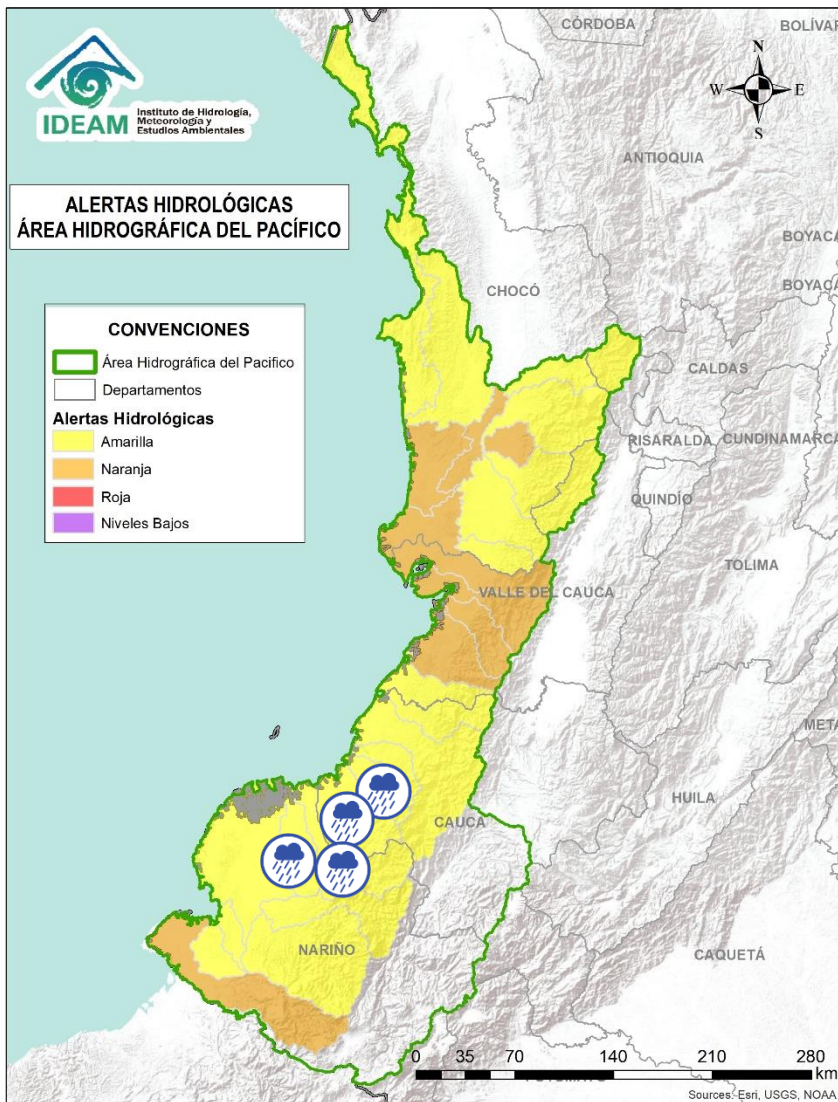 CÓRDOBA
BOLÍVAR
N
W
E
S
IDEAM
Instituto de Hidrología,
Meteorología y
Estudios Ambientales
ANTIOQUIA
ALERTAS HIDROLÓGICAS
ÁREA HIDROGRÁFICA DEL PACÍFICO
BOYACÁ
BOYACÁ
CHOCÓ
CONVENCIONES
Área Hidrográfica del Pacifico
Departamentos
Alertas Hidrológicas
Amarilla
Naranja
Roja
Niveles Bajos
CALDAS
RISARALDA
CUNDINAMARCA
QUINDÍO
TOLIMA
VALLE DEL CAUCA
META
HUILA
CAUCA
NARIÑO
CAQUETÁ
0 35 70 140 210 280
km
Sources: Esri, USGS, NOAA